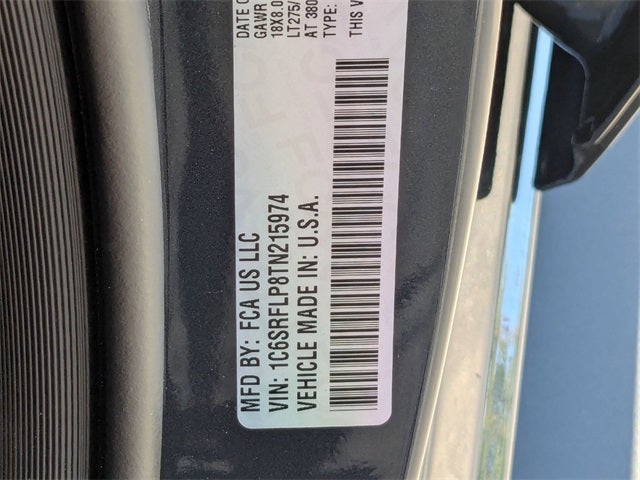 DATE O
GAWR
18X8.0
LT275/
AT 380
TYPE:
THIS V
MFD BY: FCA US LLC
VIN: 1C6SRFLP8TN215974
VEHICLE MADE IN: U.S.A.